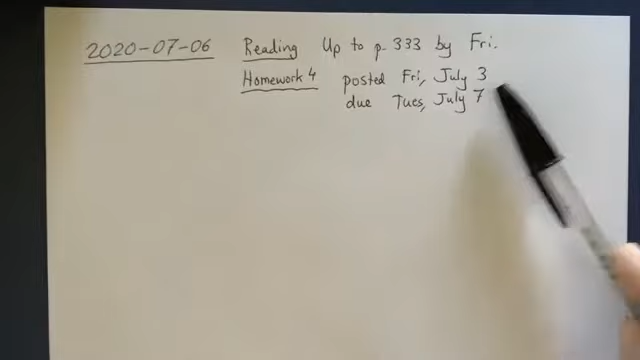 2020-07-06 Reading Up to p. 333 by Fri.
Homework 4 posted Fri, July 3
due Tues, July 7